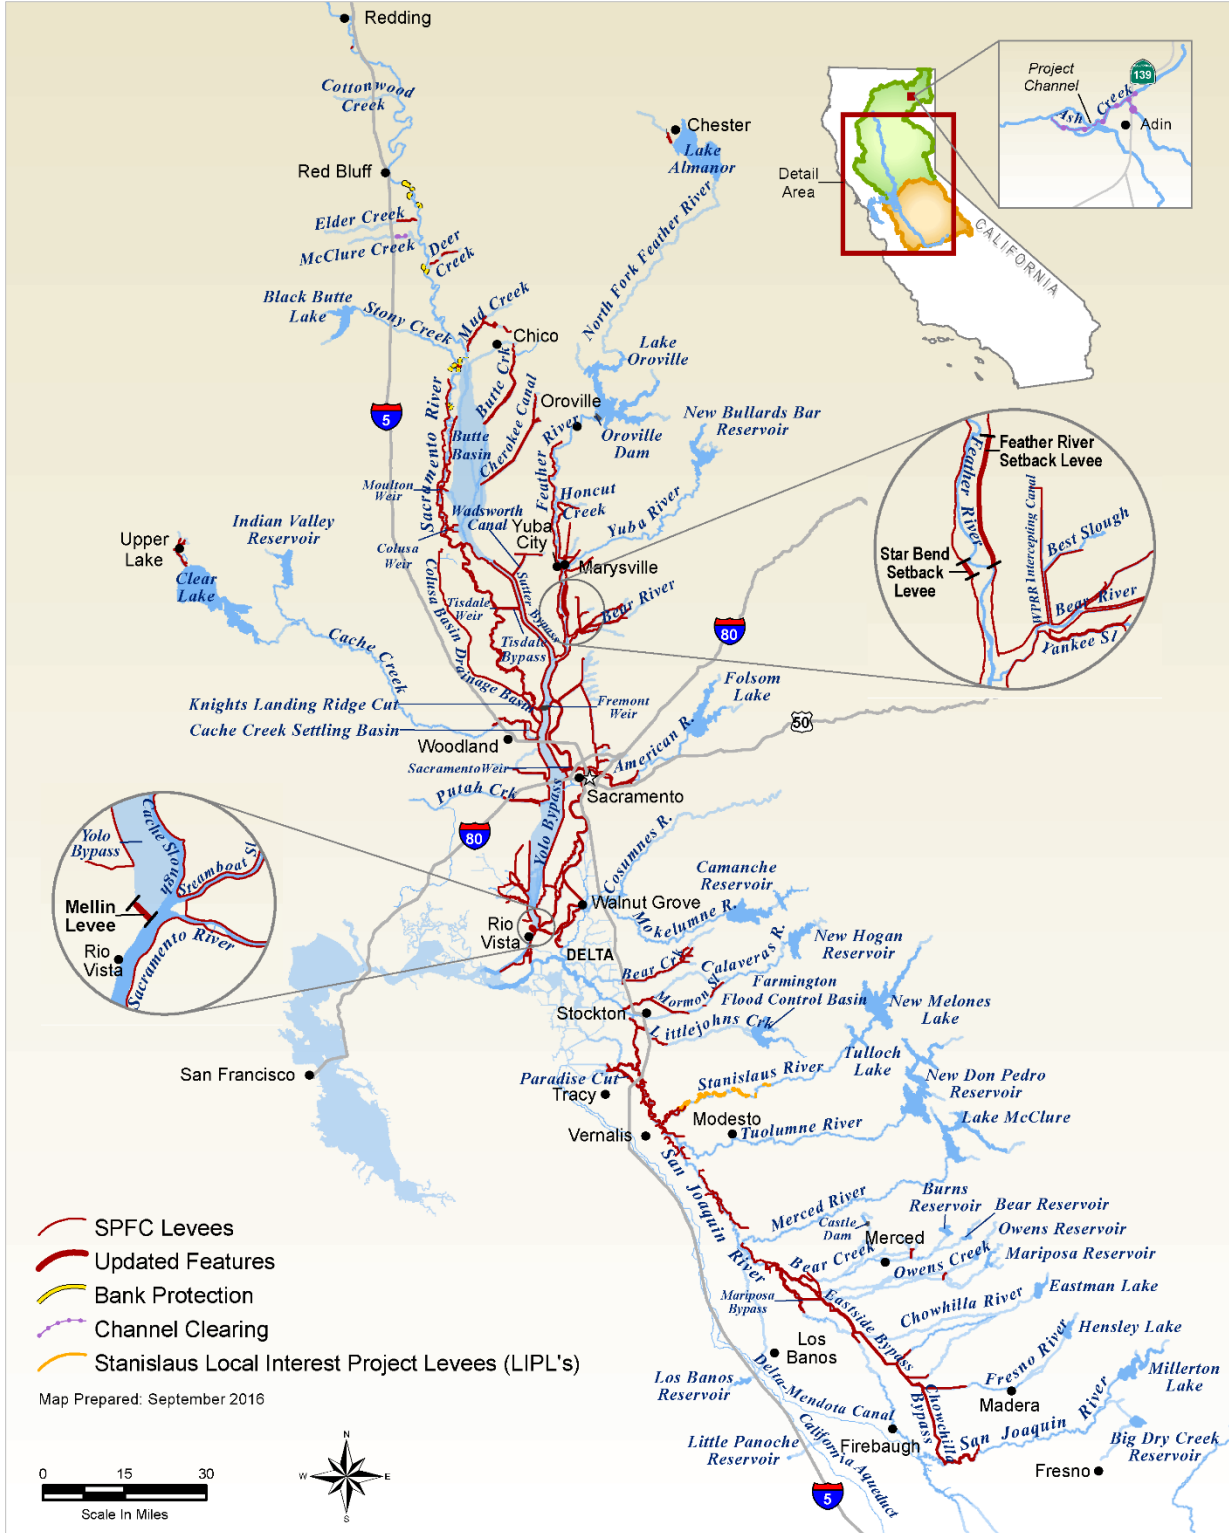 Redding
Cottonwood
Creek
Project
Channel
139
Ash Creek
Adin
Chester
Lake
Almanor
Red Bluff
Detail
Area
Elder Creek
McClure Creek
Deer
Creek
North Fork Feather River
CALIFORNIA
Black Butte
Lake
Stony Creek
Mud Creek
Chico
Lake
Oroville
Butte Crk
Sacramento River
Cherokee Canal
Oroville
5
New Bullards Bar
Reservoir
Butte
Basin
Feather River
Oroville
Dam
Feather River
Feather River
Setback Levee
Moulton
Weir
Honcut
Creek
Wadsworth
Canal
Yuba River
WPRR Intercepting Canal
Best Slough
Indian Valley
Reservoir
Yuba
City
Upper
Lake
Colusa
Weir
Marysville
Star Bend
Setback
Levee
Clear
Lake
Colusa Basin Drainage Basin
Sutter Bypass
Bear River
Bear River
Tisdale
Weir
Tisdale
Bypass
Yankee Sl
80
Cache Creek
Folsom
Lake
Knights Landing Ridge Cut
Fremont
Weir
Cache Creek Settling Basin
50
Woodland
American R.
Sacramento Weir
Sacramento
Putah Crk
Yolo Bypass
80
Cache Slough
Yolo
Bypass
Steamboat Sl
Cosumnes R.
Camanche
Reservoir
Mellin
Levee
Walnut Grove
Mokelumne R.
Rio
Vista
Sacramento River
Rio
Vista
New Hogan
Reservoir
DELTA
Bear Crk
Calaveras R.
Mormon Sl
Farmington
Flood Control Basin
New Melones
Lake
Stockton
Littlejohns Crk
Tulloch
Lake
San Francisco
Paradise Cut
Stanislaus River
New Don Pedro
Reservoir
Tracy
Modesto
Lake McClure
Vernalis
Tuolumne River
San Joaquin River
Merced River
Burns
Reservoir
Bear Reservoir
Castle
Dam
Merced
Owens Reservoir
Bear Creek
Owens Creek
Mariposa Reservoir
Mariposa
Bypass
Eastside Bypass
Chowhilla River
Eastman Lake
SPFC Levees
Updated Features
Bank Protection
Channel Clearing
Stanislaus Local Interest Project Levees (LIPL's)
Los
Banos
Hensley Lake
Fresno River
Millerton
Lake
Los Banos
Reservoir
Map Prepared: September 2016
Delta-Mendota Canal
Chowchilla
Bypass
Madera
Firebaugh
San Joaquin River
California Aqueduct
Little Panoche
Reservoir
Big Dry Creek
Reservoir
Fresno
5
N
W E
S
0 15 30
Scale In Miles